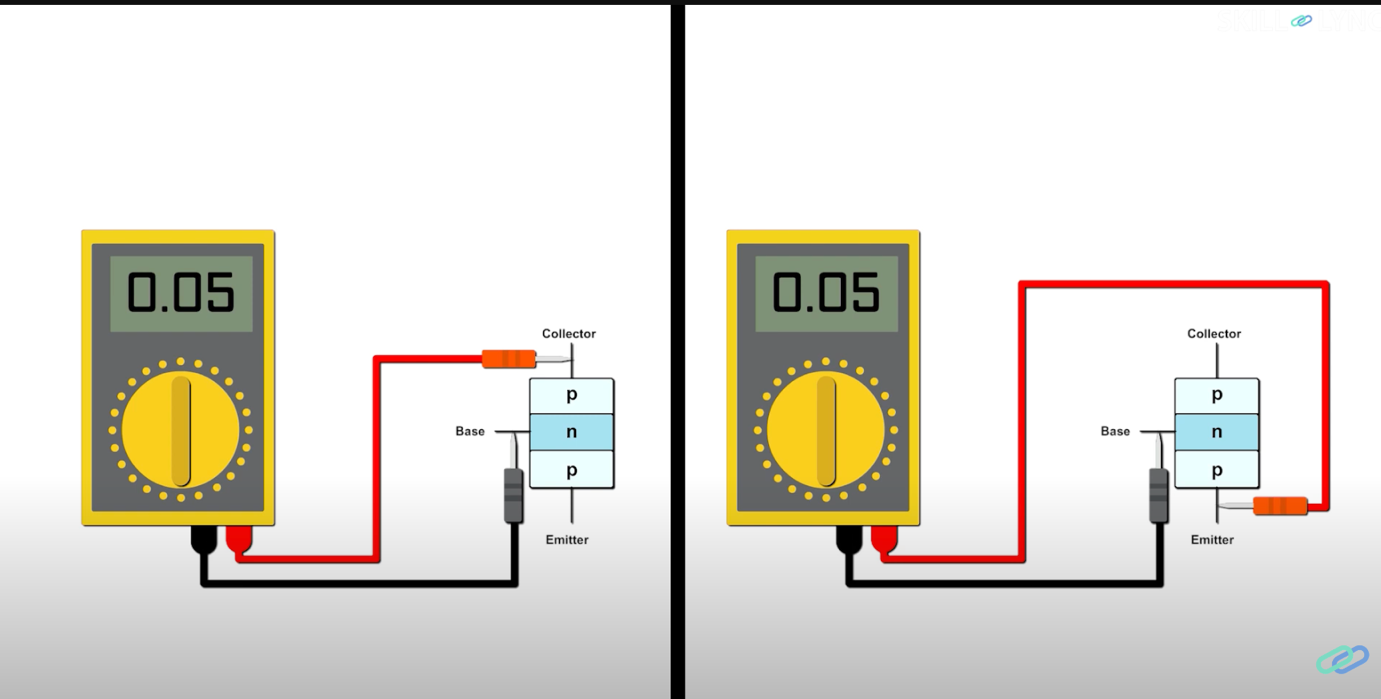 0.05
Collector
p
Base
n
p
Emitter
0.05
Collector
p
Base
n
p
Emitter